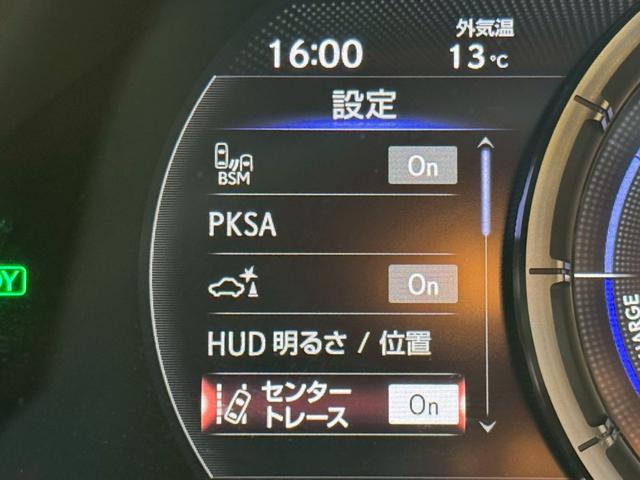 外気温
16:00 13°C
設定
BSM On
PKSA
On
HUD 明るさ / 位置
センター
トレース On